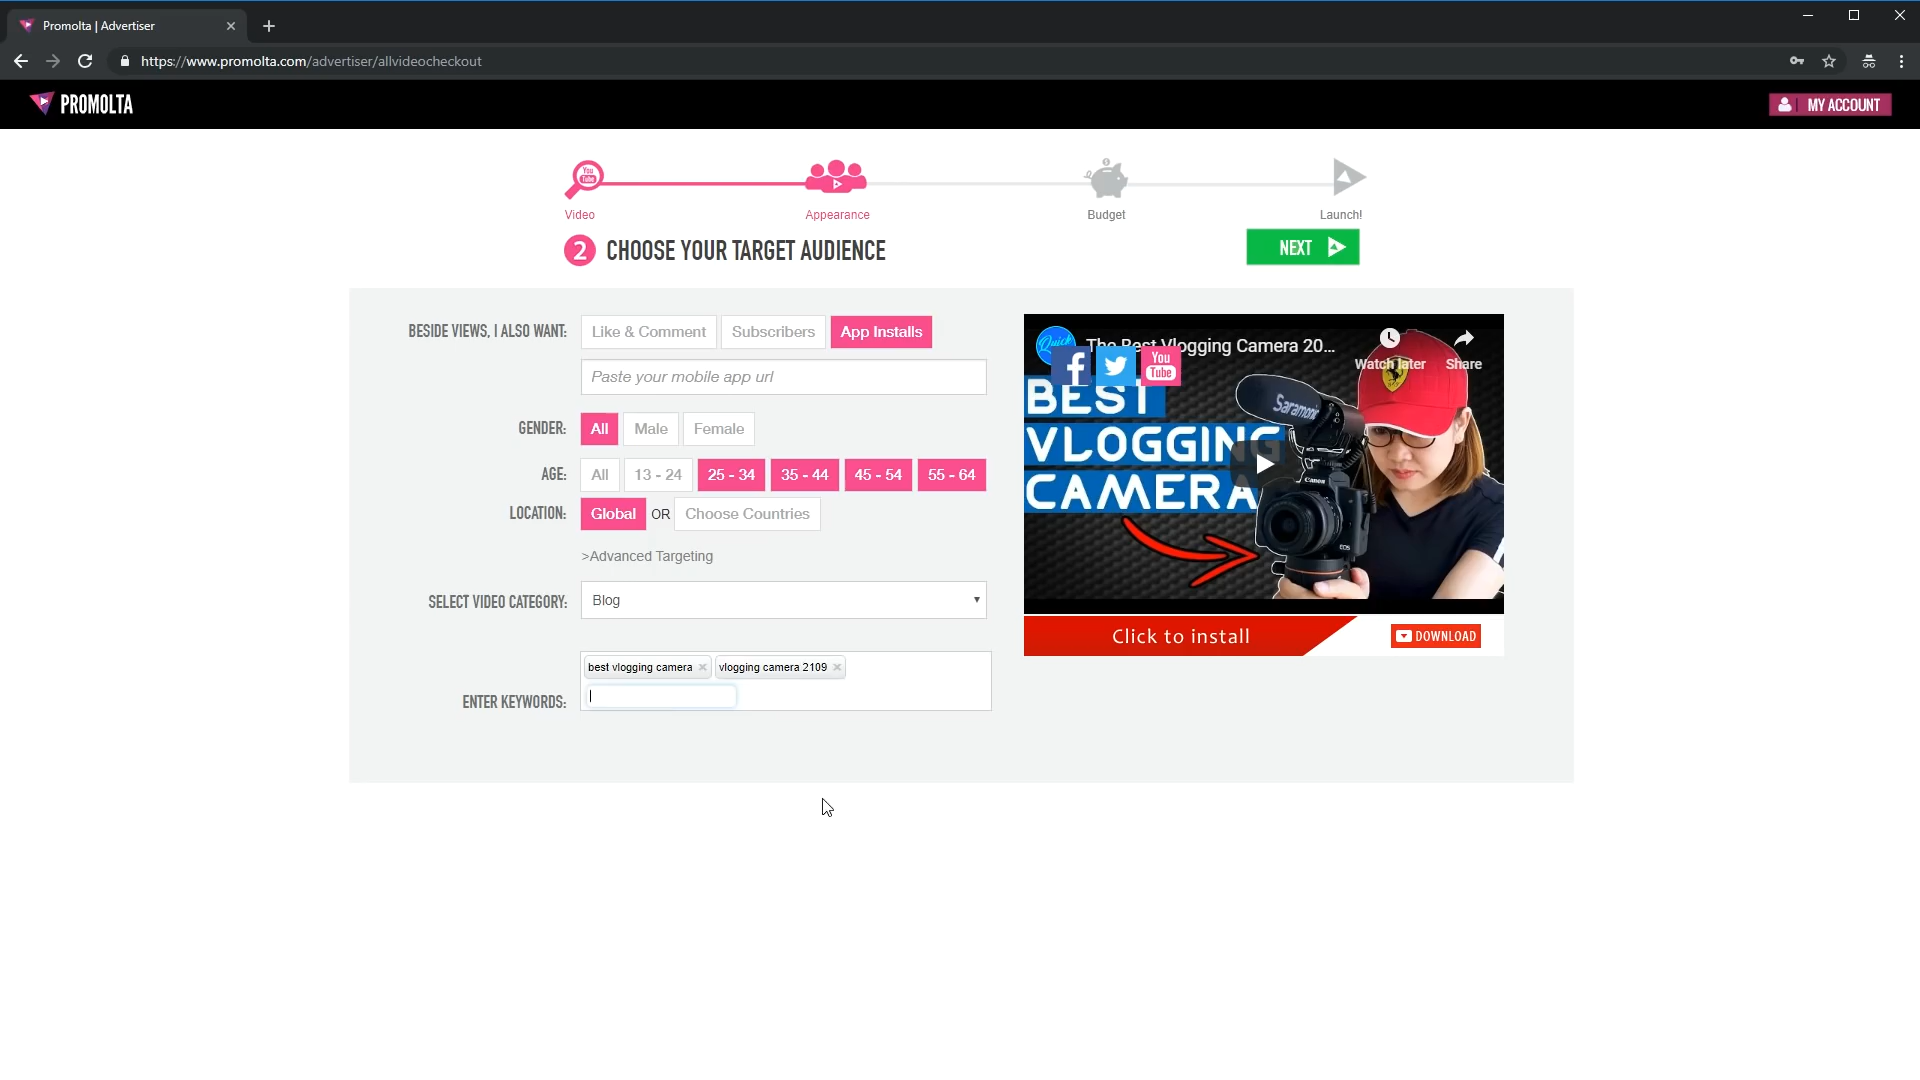 Promolta | Advertiser
https://www.promolta.com/advertiser/allvideocheckout
PROMOLTA
MY ACCOUNT
You
Tube
Video
Appearance
Budget
Launch!
2 CHOOSE YOUR TARGET AUDIENCE
NEXT
BESIDE VIEWS, I ALSO WANT:
Like & Comment
Subscribers
App Installs
Paste your mobile app url
GENDER:
All
Male
Female
AGE:
All
13 - 24
25 - 34
35 - 44
45 - 54
55 - 64
LOCATION:
Global
OR
Choose Countries
>Advanced Targeting
SELECT VIDEO CATEGORY:
Blog
ENTER KEYWORDS:
best vlogging camera
vlogging camera 2109
Quick
The Best Vlogging Camera 20...
Watch later
Share
You
Tube
BEST
VLOGGING
CAMERA
Saramonic
Canon
EOS
Click to install
DOWNLOAD